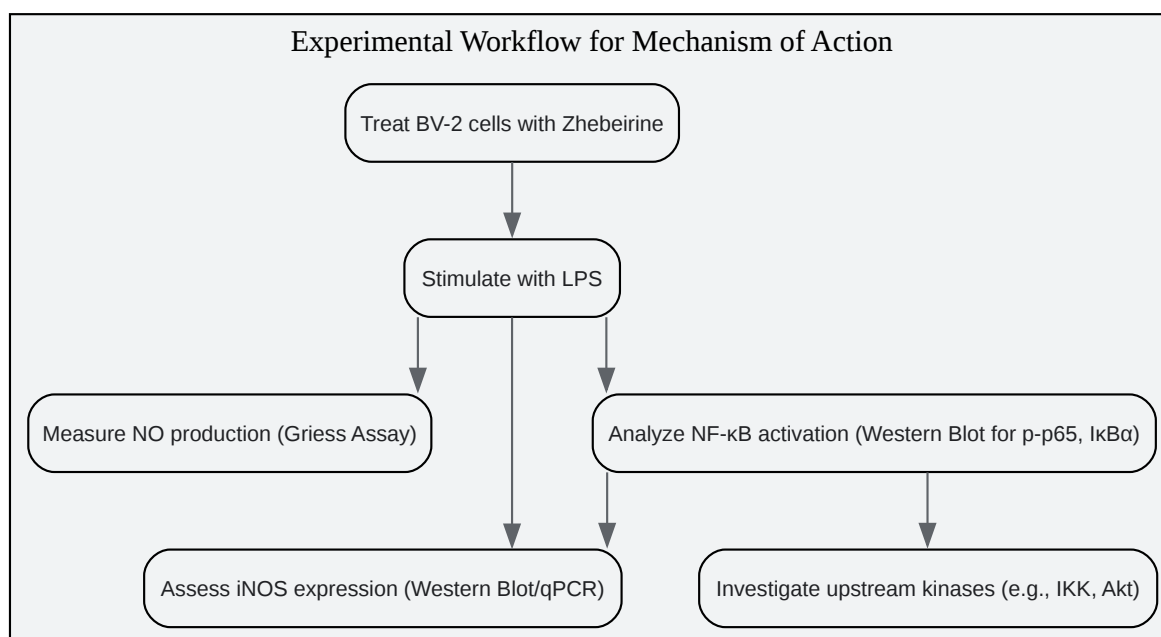 Experimental Workflow for Mechanism of Action
Treat BV-2 cells with Zhebeirine
Stimulate with LPS
Measure NO production (Griess Assay)
Analyze NF-κB activation (Western Blot for p-p65, IκBα)
Assess iNOS expression (Western Blot/qPCR)
Investigate upstream kinases (e.g., IKK, Akt)